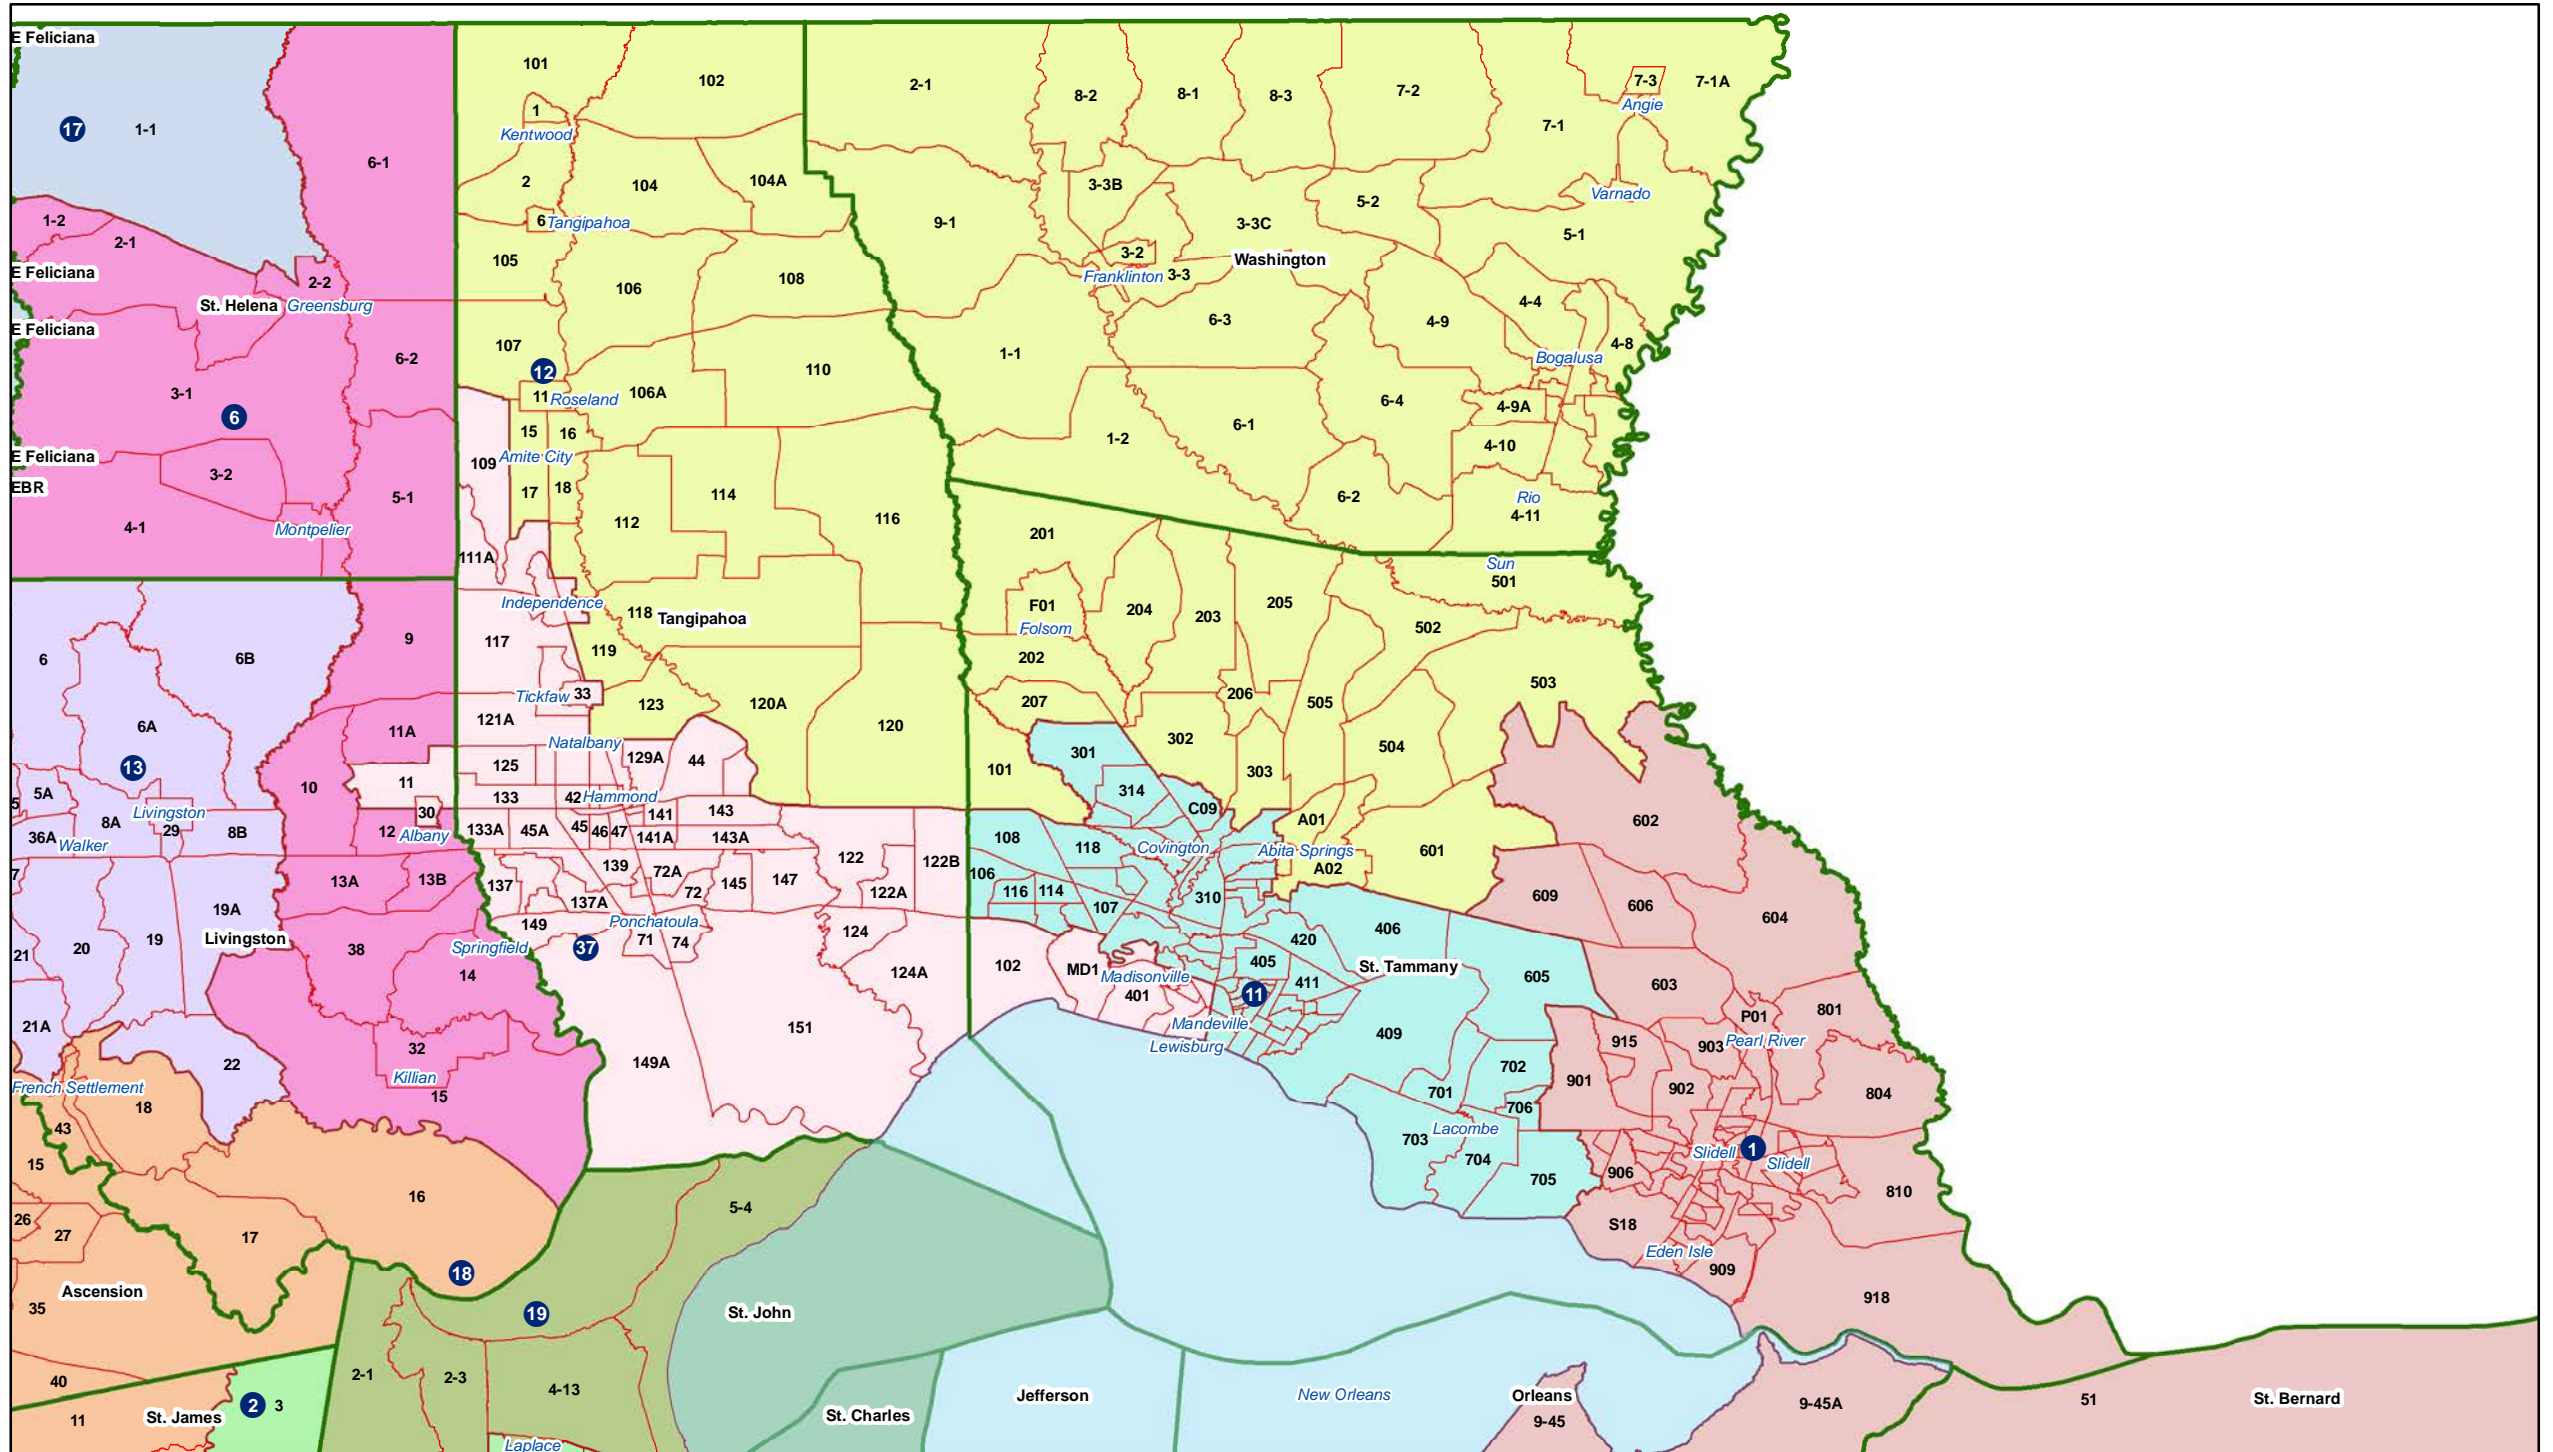 E Feliciana
17
1-1
6-1
101
102
1
Kentwood
2
104
104A
6
Tangipahoa
2-1
8-2
8-1
8-3
7-2
7-3
7-1A
Angie
7-1
3-3B
5-2
Varnado
9-1
3-3C
5-1
3-2
Washington
Franklinton
3-3
1-2
2-1
E Feliciana
2-2
St. Helena
Greensburg
E Feliciana
105
106
108
6-3
4-9
4-4
4-8
Bogalusa
107
12
6-2
3-1
6
11
Roseland
106A
110
1-1
6-4
4-9A
15
16
1-2
6-1
4-10
E Feliciana
EBR
3-2
109
Amite City
17
18
114
5-1
4-1
Montpelier
112
116
6-2
Rio
4-11
111A
201
Sun
501
Independence
118
Tangipahoa
F01
Folsom
204
203
205
502
9
117
119
6
6B
202
Tickfaw
33
207
206
505
503
6A
11A
121A
123
120A
120
Natalbany
13
10
11
125
129A
44
101
301
302
303
504
5
5A
Livingston
30
133
42
Hammond
141
143
314
C09
A01
602
36A
Walker
8A
29
8B
12
Albany
133A
45A
45
46
47
141A
143A
108
118
Covington
Abita Springs
A02
601
7
13A
13B
137
139
72A
72
145
147
122
122A
122B
106
116
114
107
310
609
606
604
19A
137A
149
Ponchatoula
71
74
124
406
21
20
19
Livingston
38
Springfield
14
37
124A
102
MD1
Madisonville
401
420
405
411
St. Tammany
605
603
11
801
21A
32
151
Mandeville
Lewisburg
409
P01
Pearl River
915
903
22
Killian
15
149A
702
901
902
804
French Settlement
18
701
706
43
Lacombe
703
704
705
906
Slidell
1
Slidell
810
15
16
5-4
26
27
17
S18
Eden Isle
909
18
Ascension
35
19
St. John
918
40
2-1
2-3
4-13
11
St. James
2
3
St. Charles
Jefferson
New Orleans
Orleans
9-45
9-45A
51
St. Bernard
Laplace